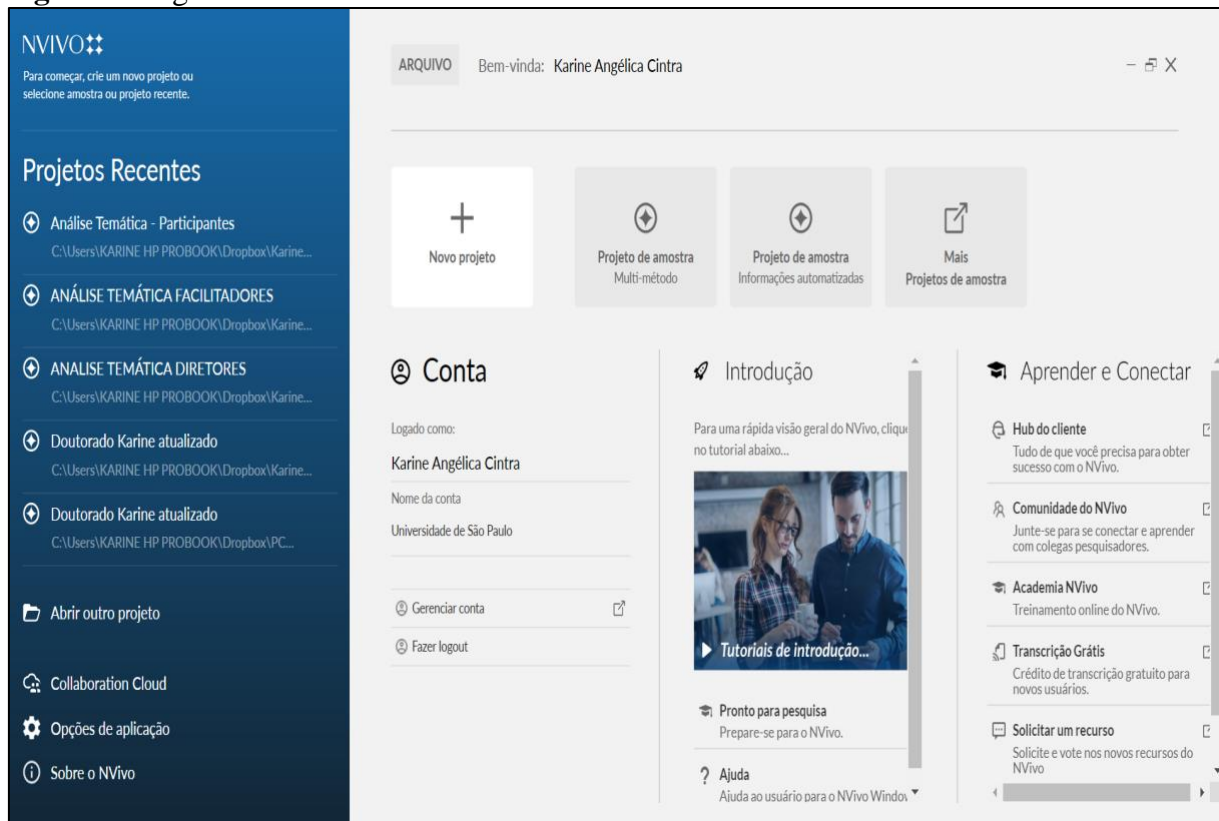 NVIVO
Para começar, crie um novo projeto ou
selecione amostra ou projeto recente.
Projetos Recentes
Análise Temática - Participantes
C:\Users\KARINE HP PROBOOK\Dropbox\Karine...
ANÁLISE TEMÁTICA FACILITADORES
C:\Users\KARINE HP PROBOOK\Dropbox\Karine...
ANALISE TEMÁTICA DIRETORES
C:\Users\KARINE HP PROBOOK\Dropbox\Karine...
Doutorado Karine atualizado
C:\Users\KARINE HP PROBOOK\Dropbox\Karine...
Doutorado Karine atualizado
C:\Users\KARINE HP PROBOOK\Dropbox\PC...
Abrir outro projeto
Collaboration Cloud
Opções de aplicação
Sobre o NVivo
ARQUIVO Bem-vinda: Karine Angélica Cintra
Novo projeto
Projeto de amostra
Multi-método
Projeto de amostra
Informações automatizadas
Mais
Projetos de amostra
Conta
Logado como:
Karine Angélica Cintra
Nome da conta
Universidade de São Paulo
Gerenciar conta
Fazer logout
Introdução
Para uma rápida visão geral do NVivo, clique
no tutorial abaixo...
Tutoriais de introdução...
Pronto para pesquisa
Prepare-se para o NVivo.
Ajuda
Ajuda ao usuário para o NVivo
Aprender e Conectar
Hub do cliente
Tudo de que você precisa para obter
sucesso com o NVivo.
Comunidade do NVivo
Junte-se para se conectar e aprender
com colegas pesquisadores.
Academia NVivo
Treinamento online do NVivo.
Transcrição Grátis
Crédito de transcrição gratuito para
novos usuários.
Solicitar um recurso
Solicite e vote nos novos recursos do
NVivo